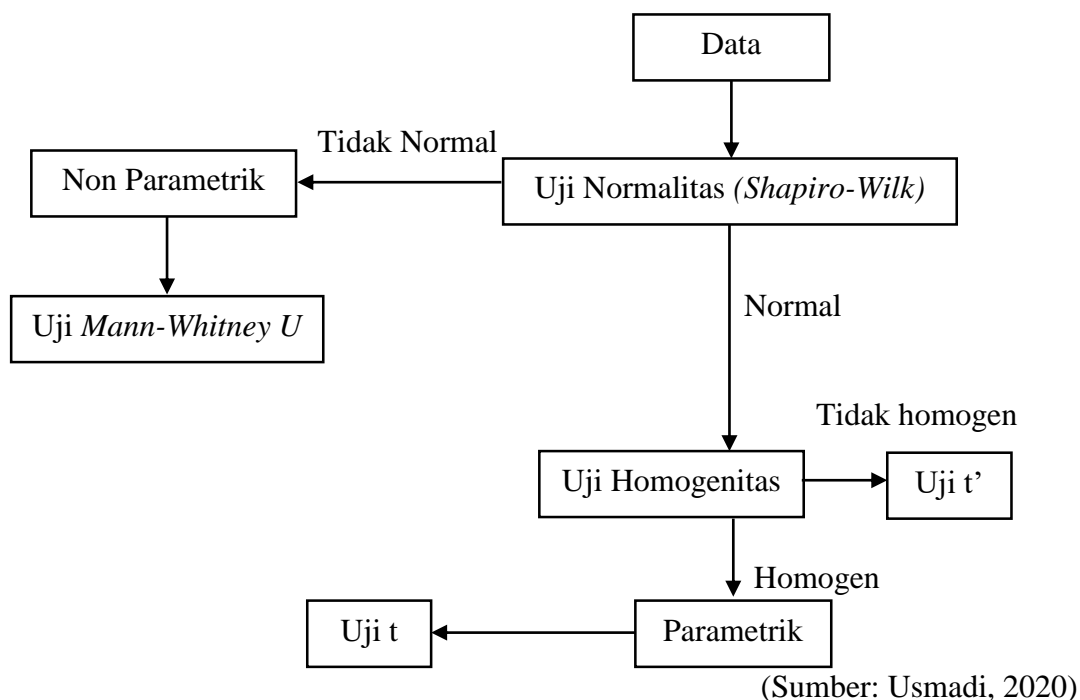 Data
Tidak Normal
Non Parametrik
Uji Normalitas (Shapiro-Wilk)
Uji Mann-Whitney U
Normal
Tidak homogen
Uji Homogenitas
Uji t’
Homogen
Uji t
Parametrik
(Sumber: Usmadi, 2020)